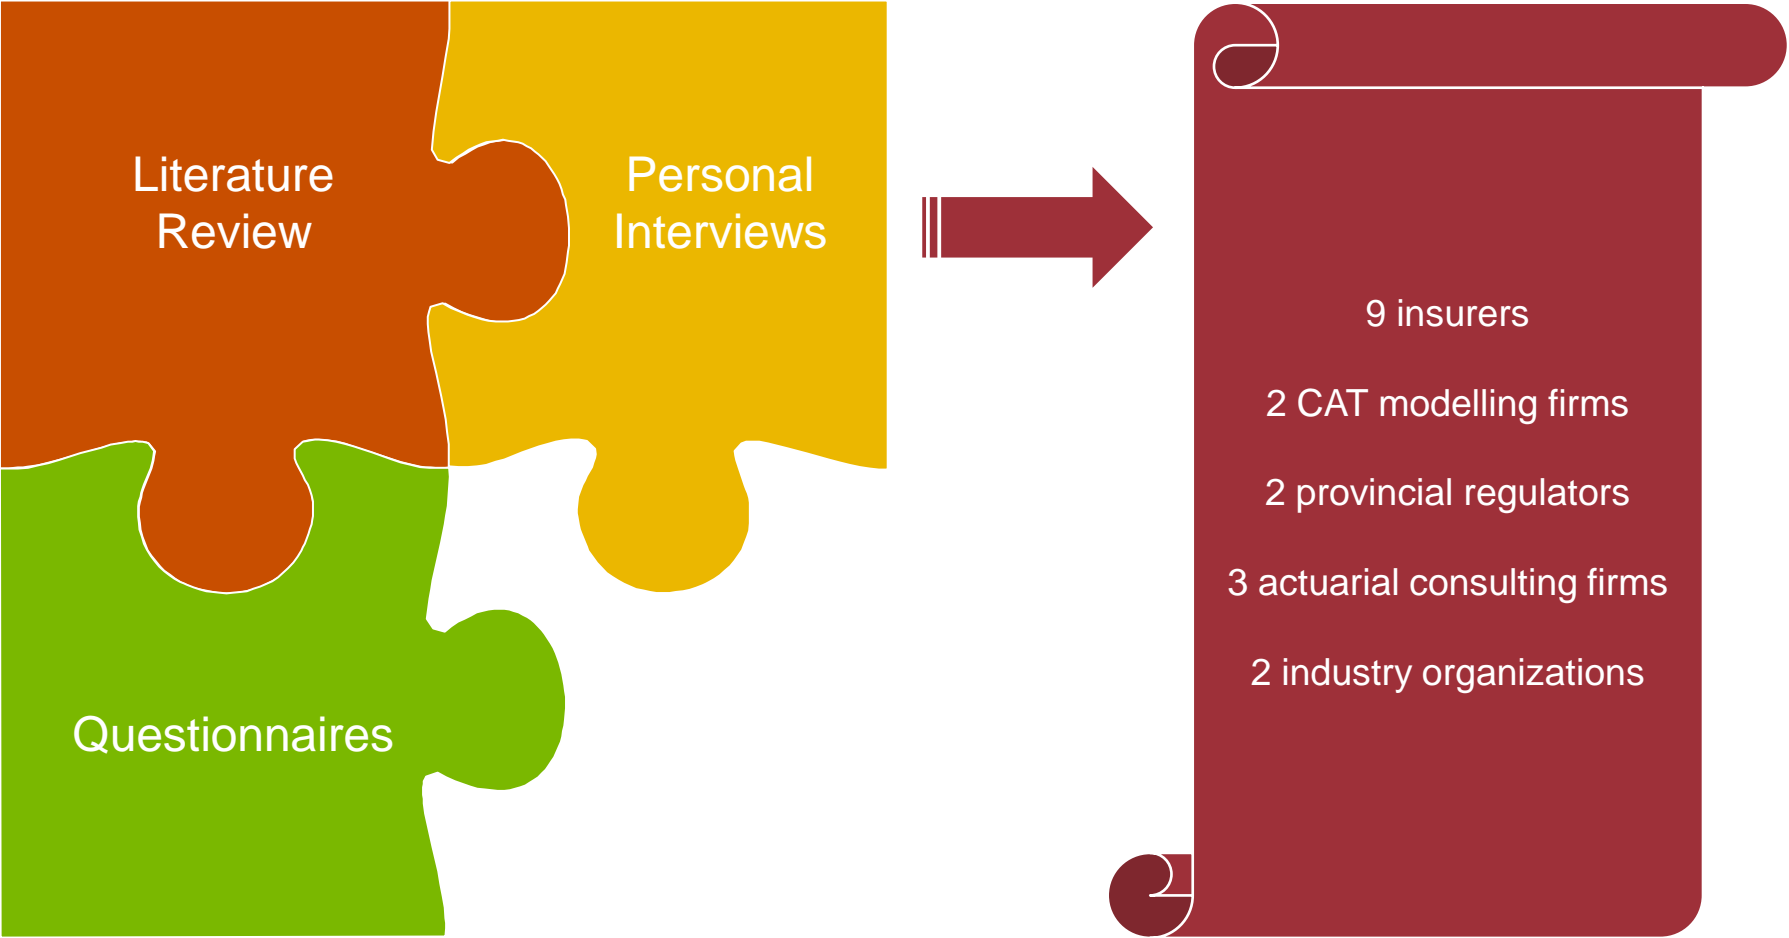 Literature
Review
Personal
Interviews
Questionnaires
9 insurers
2 CAT modelling firms
2 provincial regulators
3 actuarial consulting firms
2 industry organizations